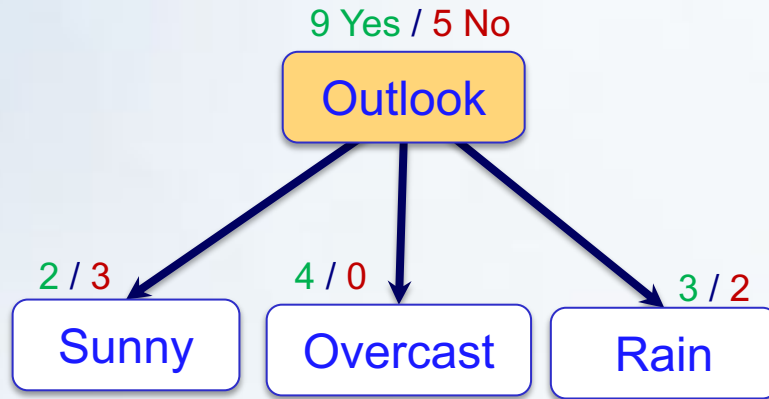 9 Yes / 5 No
Outlook
2 / 3
4 / 0
3 / 2
Sunny
Overcast
Rain